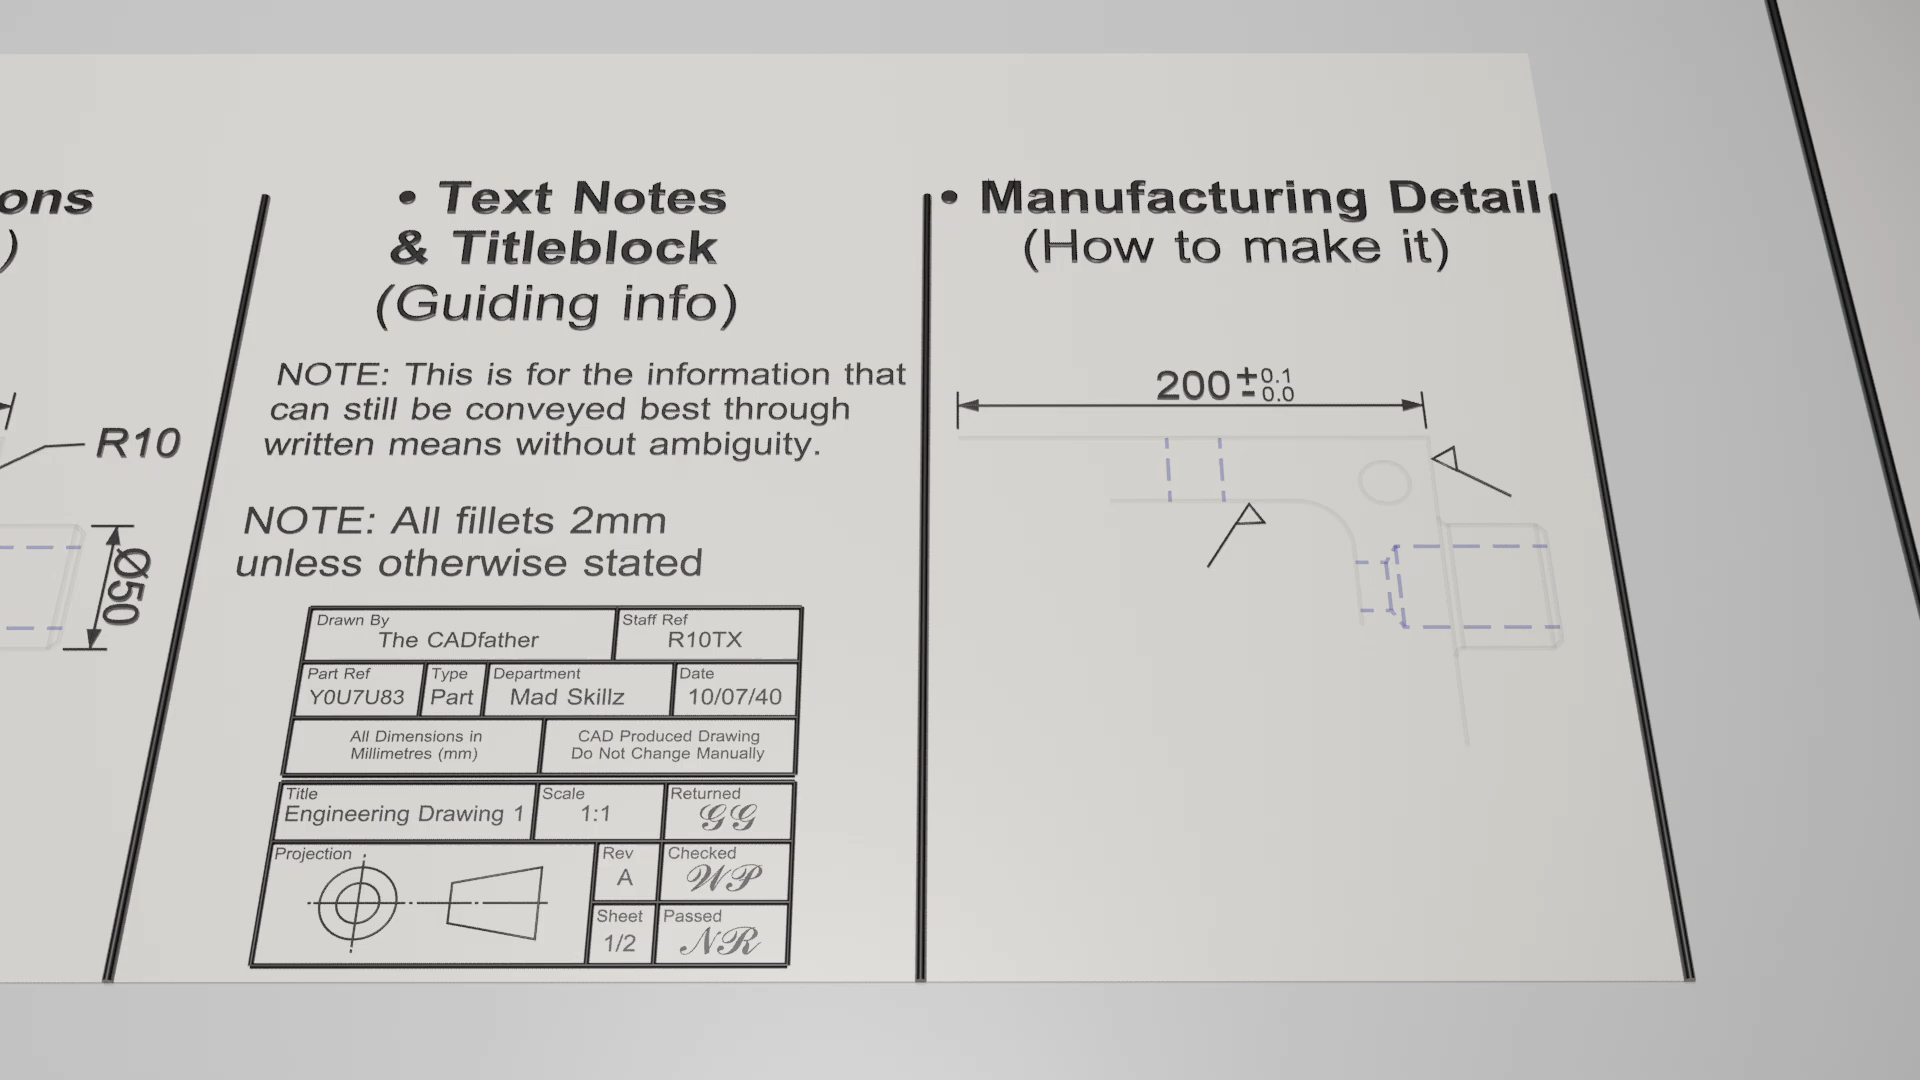 ons
)
R10
Ø50
• Text Notes
& Titleblock
(Guiding info)
NOTE: This is for the information that
can still be conveyed best through
written means without ambiguity.
NOTE: All fillets 2mm
unless otherwise stated
Drawn By
The CADfather
Staff Ref
R10TX
Part Ref
Y0U7U83
Type
Part
Department
Mad Skillz
Date
10/07/40
All Dimensions in
Millimetres (mm)
CAD Produced Drawing
Do Not Change Manually
Title
Engineering Drawing 1
Scale
1:1
Returned
GG
Projection
Rev
A
Checked
WP
Sheet
1/2
Passed
NR
• Manufacturing Detail
(How to make it)
200 ± 0.1
0.0